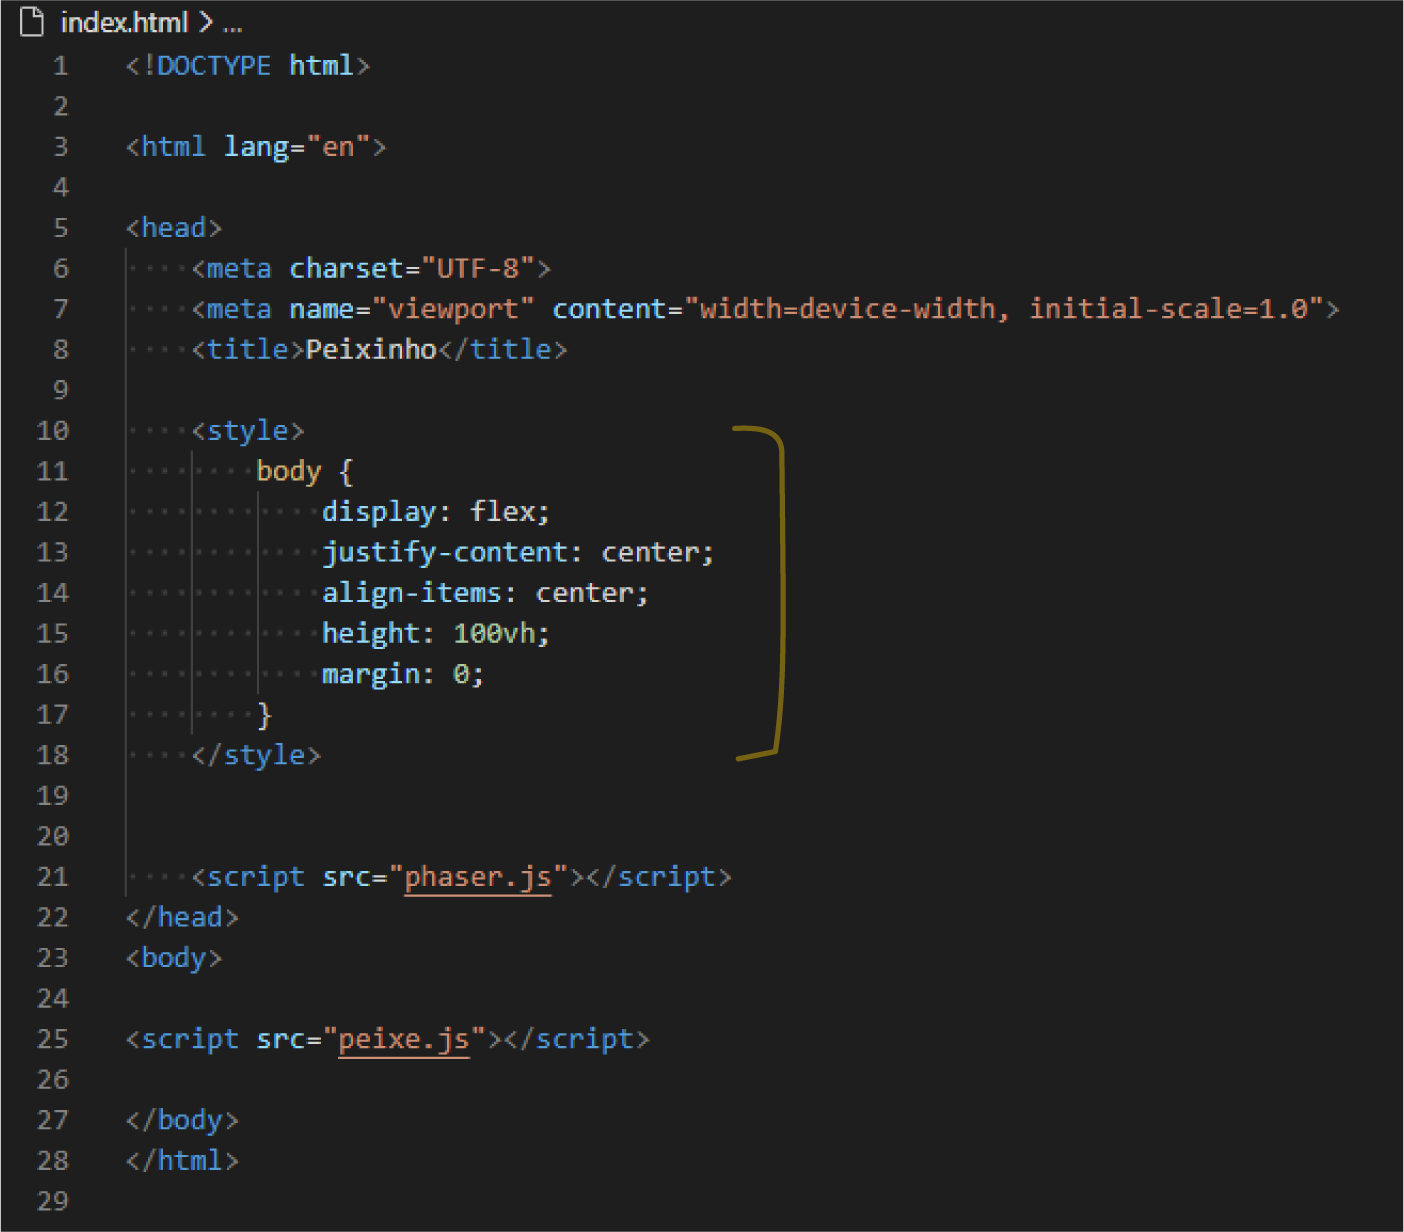 index.html > ...
1 <!DOCTYPE html>
2
3 <html lang="en">
4
5 <head>
6     <meta charset="UTF-8">
7     <meta name="viewport" content="width=device-width, initial-scale=1.0">
8     <title>Peixinho</title>
9
10     <style>
11         body {
12             display: flex;
13             justify-content: center;
14             align-items: center;
15             height: 100vh;
16             margin: 0;
17         }
18     </style>
19
20
21     <script src="phaser.js"></script>
22 </head>
23 <body>
24
25 <script src="peixe.js"></script>
26
27 </body>
28 </html>
29